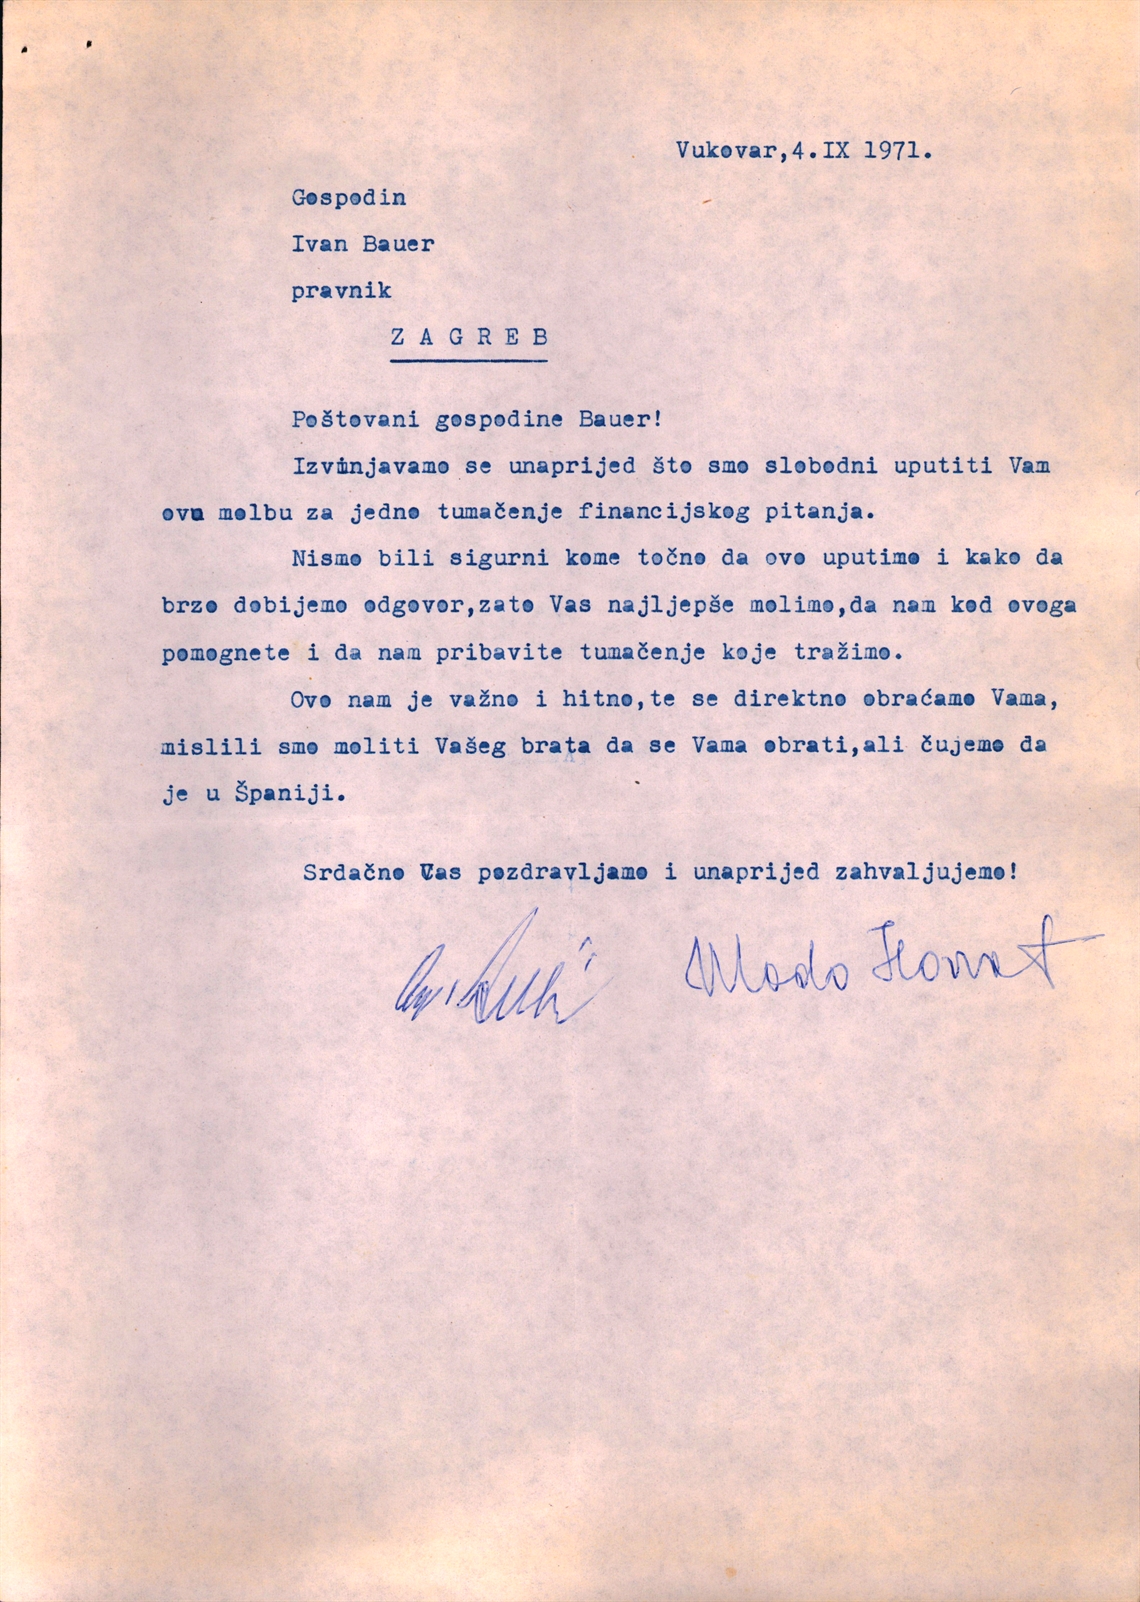 Vukovar,4.IX 1971.
Gospodin
Ivan Bauer
pravnik
Z A G R E B
Poštovani gospodine Bauer!
Izvinjavamo se unaprijed što smo slobodni uputiti Vam
ovu molbu za jedno tumačenje financijskog pitanja.
Nismo bili sigurni kome točno da ovo uputimo i kako da
brzo dobijemo odgovor,zato Vas najljepše molimo,da nam kod ovoga
pomognete i da nam pribavite tumačenje koje tražimo.
Ovo nam je važno i hitno,te se direktno obraćamo Vama,
mislili smo moliti Vašeg brata da se Vama obrati,ali čujemo da
je u Španiji.
Srdačno Vas pozdravljamo i unaprijed zahvaljujemo!
Vlado Horvat